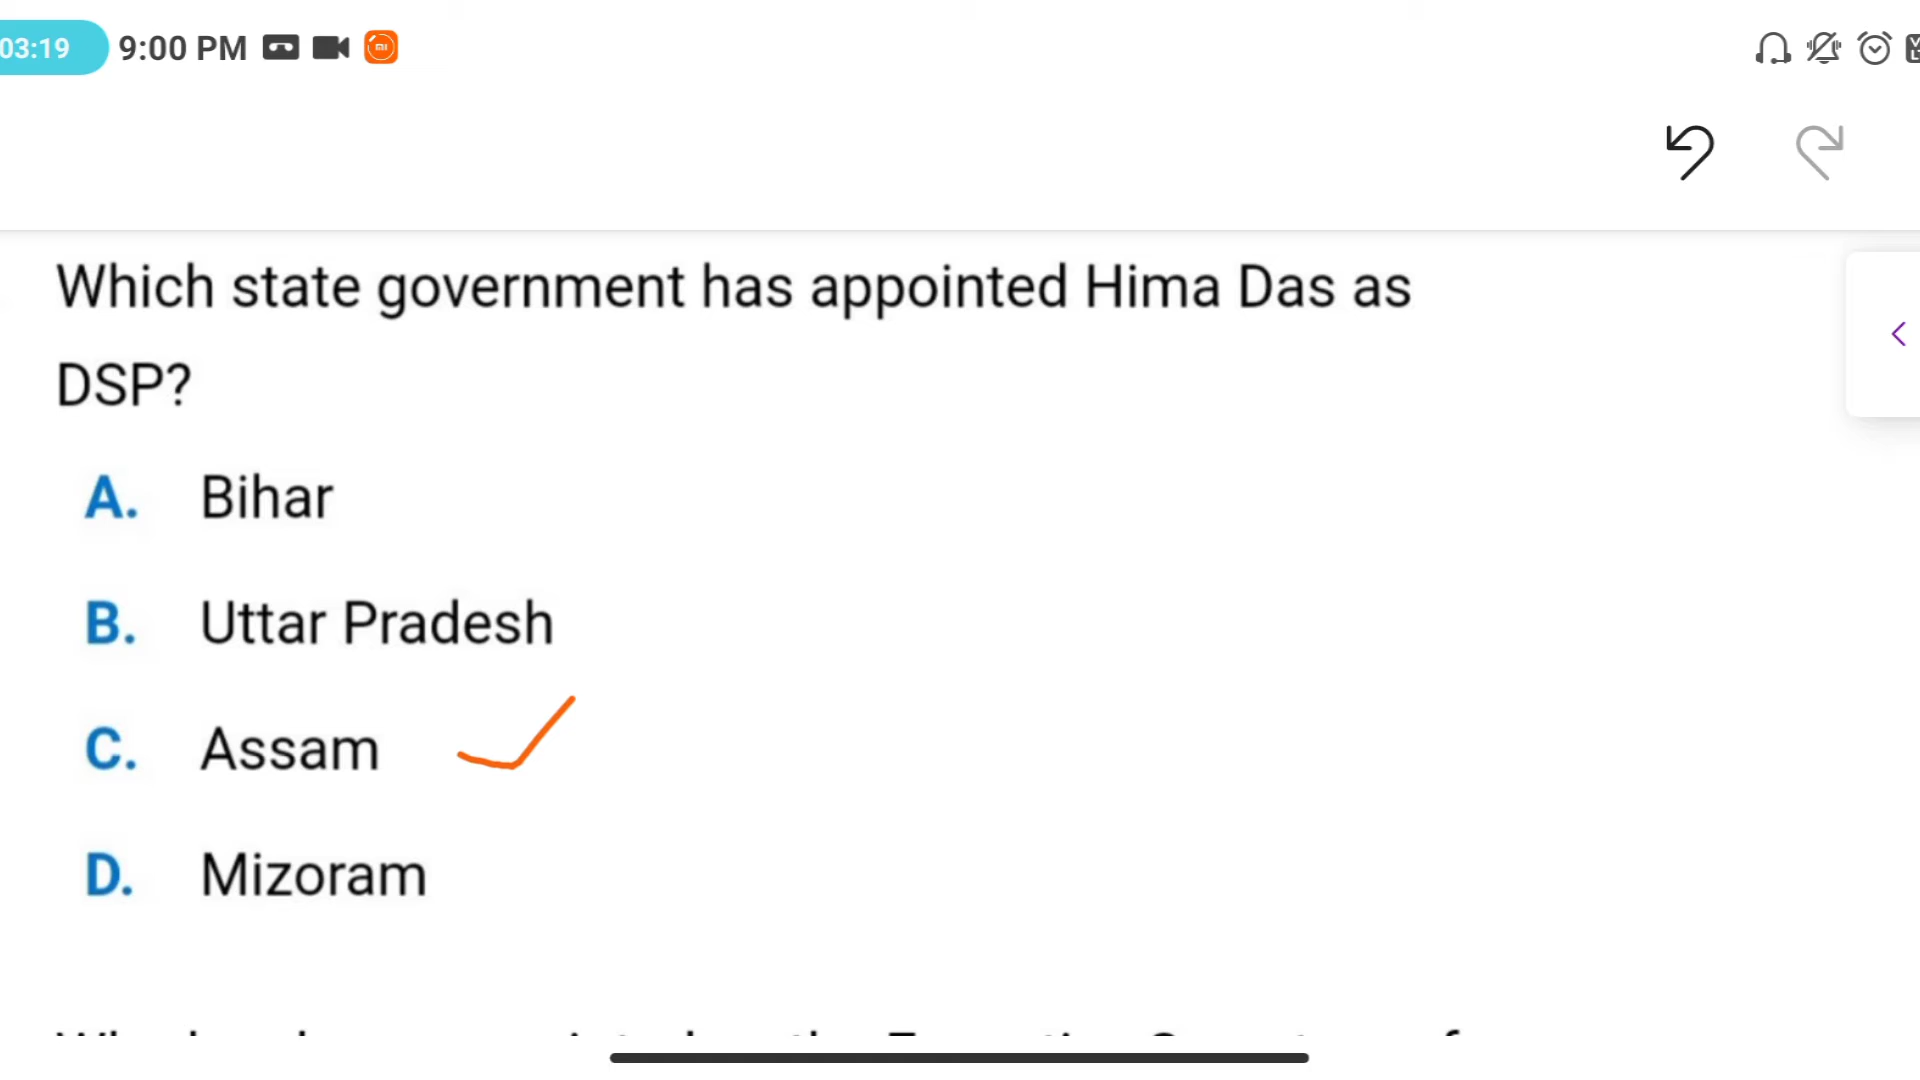 03:19 9:00 PM
Which state government has appointed Hima Das as
DSP?
A. Bihar
B. Uttar Pradesh
C. Assam
D. Mizoram